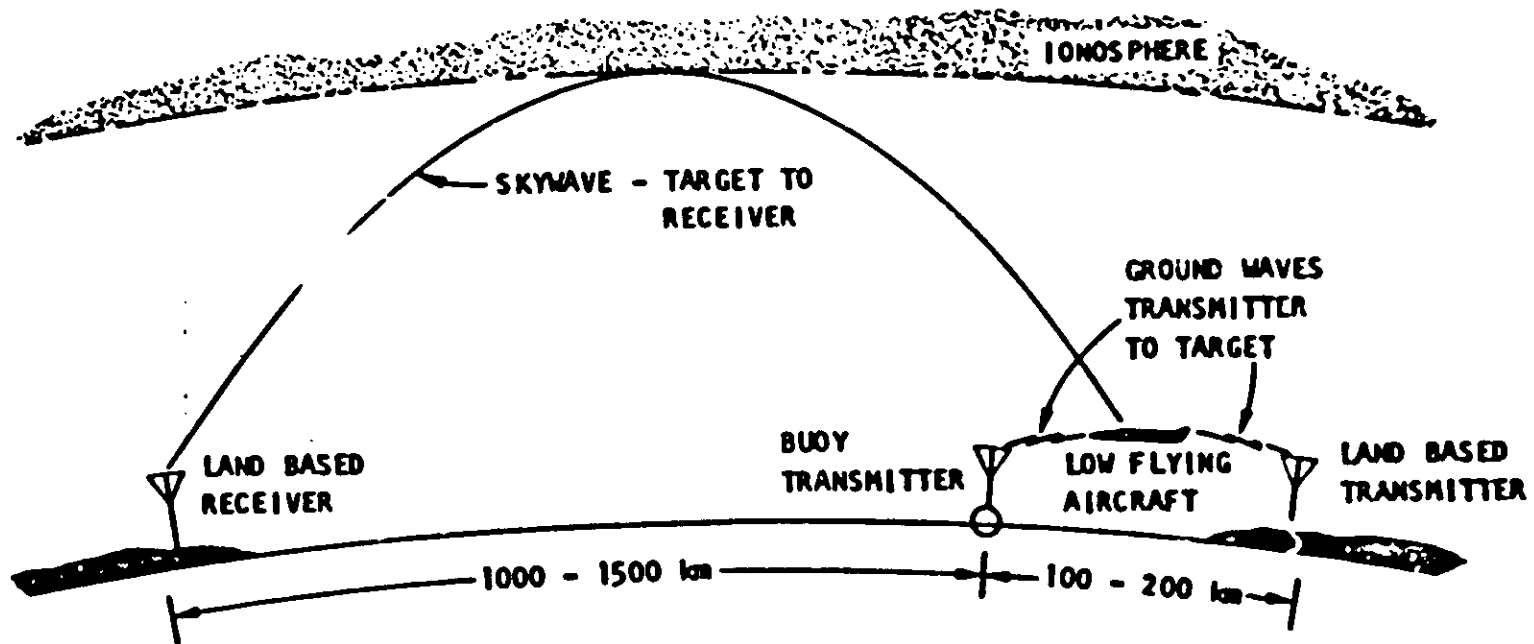 IONOSPHERE
SKYWAVE - TARGET TO
RECEIVER
GROUND WAVES
TRANSMITTER
TO TARGET
BUOY
TRANSMITTER
LAND BASED
RECEIVER
LOW FLYING
AIRCRAFT
LAND BASED
TRANSMITTER
1000 - 1500 km
100 - 200 km